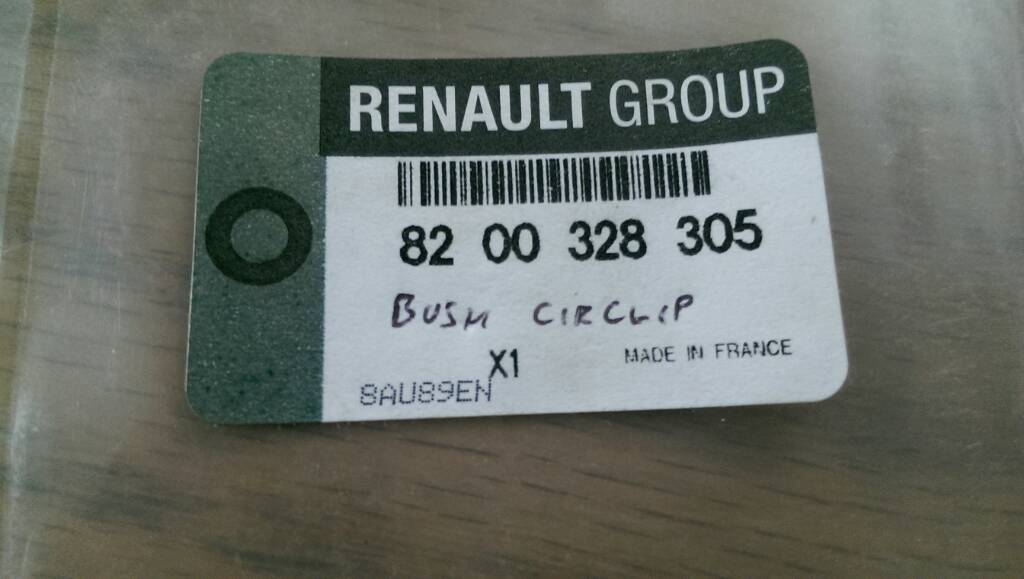 RENAULT GROUP
82 00 328 305
BUSH CIRCLIP
X1
MADE IN FRANCE
8AU89EN